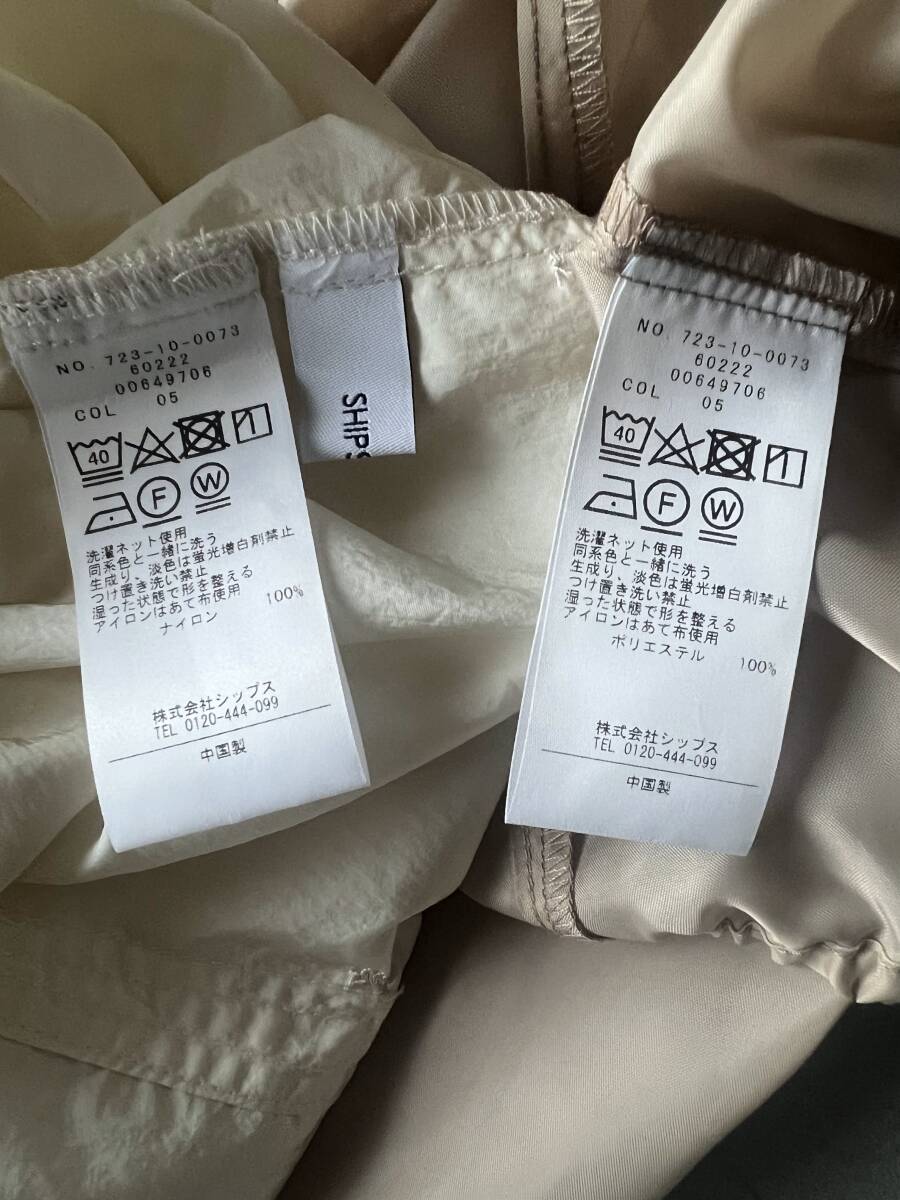 NO. 723-10-0073
60222
00649706
COL 05
40
F W
洗濯ネット使用
同系色と一緒に洗う
生成り、淡色は蛍光増白剤禁止
つけ置き洗い禁止
湿った状態で形を整える
アイロンはあて布使用
ナイロン 100%
株式会社シップス
TEL 0120-444-099
中国製
SHIPS
NO. 723-10-0073
60222
00649706
COL 05
40
F W
洗濯ネット使用
同系色と一緒に洗う
生成り、淡色は蛍光増白剤禁止
つけ置き洗い禁止
湿った状態で形を整える
アイロンはあて布使用
ポリエステル 100%
株式会社シップス
TEL 0120-444-099
中国製